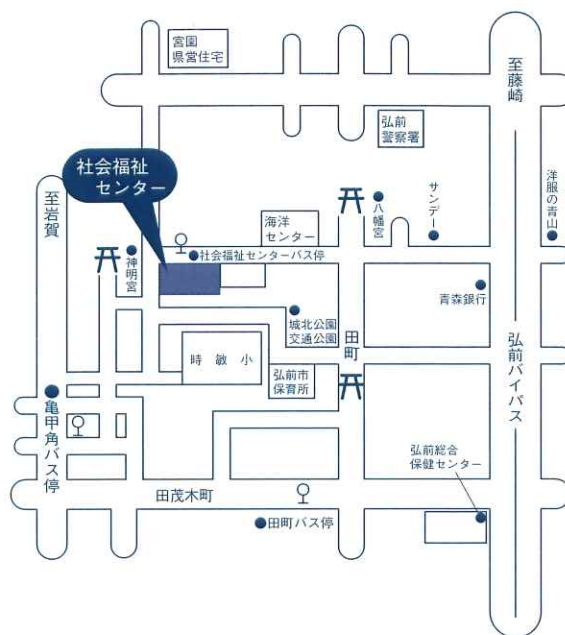 宮園
県営住宅
至藤崎
弘前
警察署
社会福祉
センター
至岩賀
八幡宮
サンデー
洋服の青山
海洋
センター
社会福祉センターバス停
神明宮
青森銀行
城北公園
交通公園
田町
時敏小
弘前市
保育所
弘前バイパス
亀甲角バス停
弘前総合
保健センター
田茂木町
田町バス停